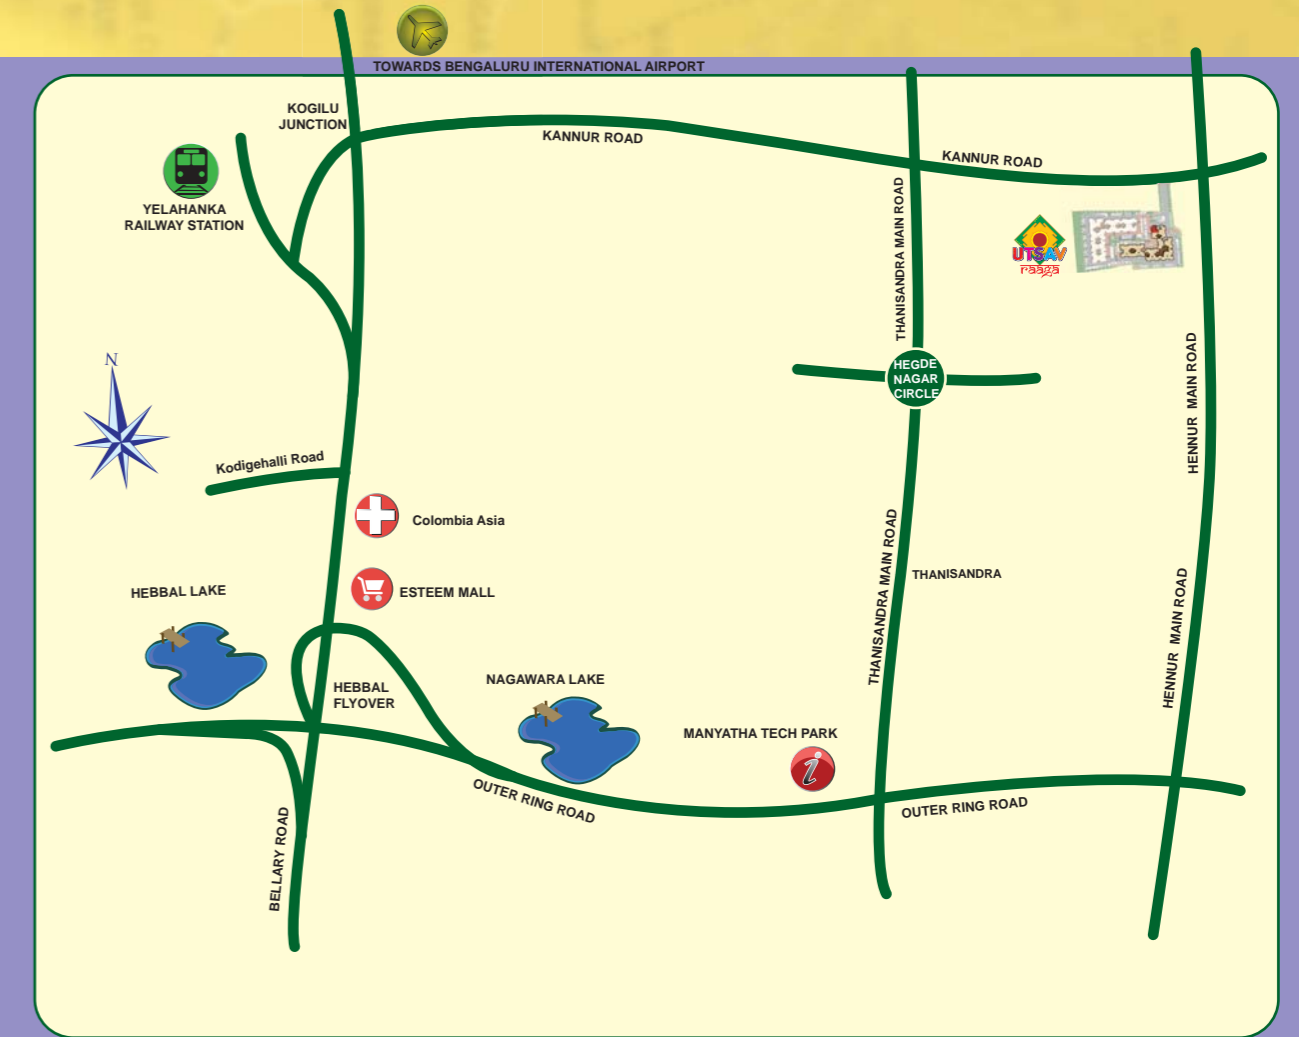 TOWARDS BENGALURU INTERNATIONAL AIRPORT
KOGILU
JUNCTION
KANNUR ROAD
KANNUR ROAD
YELAHANKA
RAILWAY STATION
THANISANDRA MAIN ROAD
UTSAV
raaga
N
HEGDE
NAGAR
CIRCLE
HENNUR MAIN ROAD
Kodigehalli Road
Colombia Asia
THANISANDRA MAIN ROAD
THANISANDRA
HEBBAL LAKE
ESTEEM MALL
HENNUR MAIN ROAD
HEBBAL
FLYOVER
NAGAWARA LAKE
MANYATHA TECH PARK
i
OUTER RING ROAD
OUTER RING ROAD
BELLARY ROAD